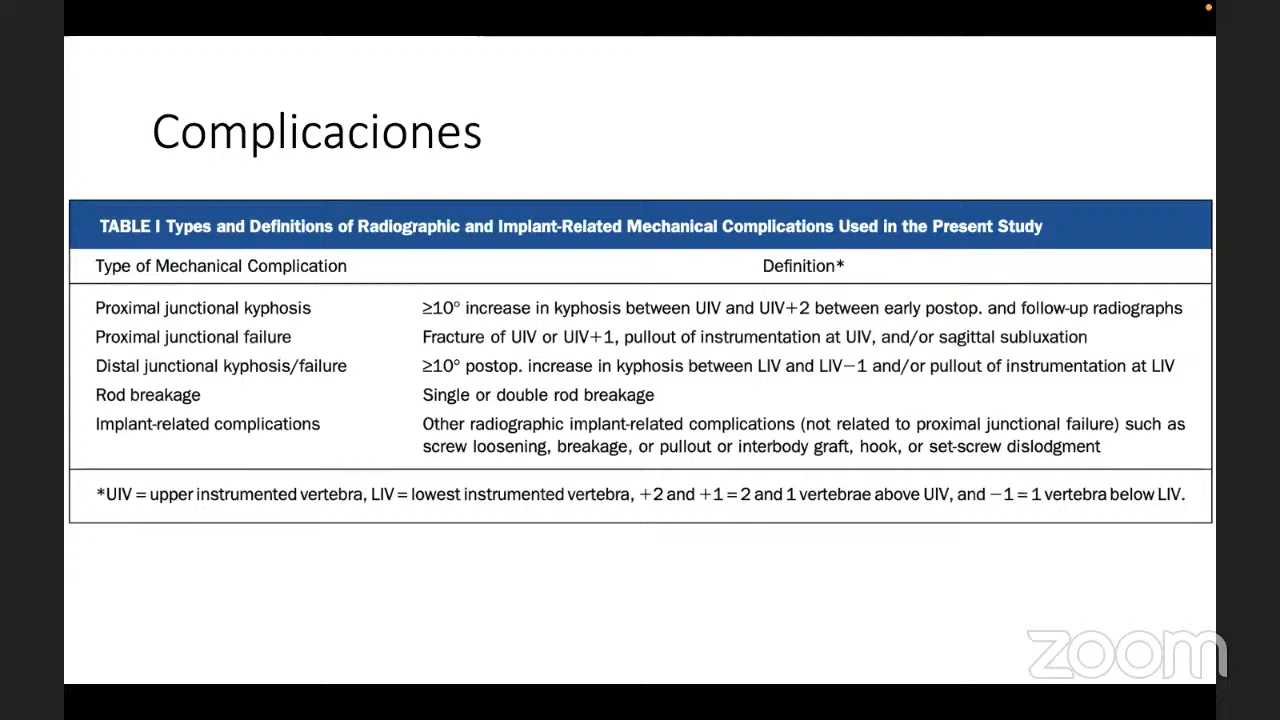 Complicaciones
TABLE I Types and Definitions of Radiographic and Implant-Related Mechanical Complications Used in the Present Study
Type of Mechanical Complication Definition*
Proximal junctional kyphosis ≥10° increase in kyphosis between UIV and UIV+2 between early postop. and follow-up radiographs
Proximal junctional failure Fracture of UIV or UIV+1, pullout of instrumentation at UIV, and/or sagittal subluxation
Distal junctional kyphosis/failure ≥10° postop. increase in kyphosis between LIV and LIV−1 and/or pullout of instrumentation at LIV
Rod breakage Single or double rod breakage
Implant-related complications Other radiographic implant-related complications (not related to proximal junctional failure) such as
screw loosening, breakage, or pullout or interbody graft, hook, or set-screw dislodgment
*UIV = upper instrumented vertebra, LIV = lowest instrumented vertebra, +2 and +1 = 2 and 1 vertebrae above UIV, and −1 = 1 vertebra below LIV.
zoom